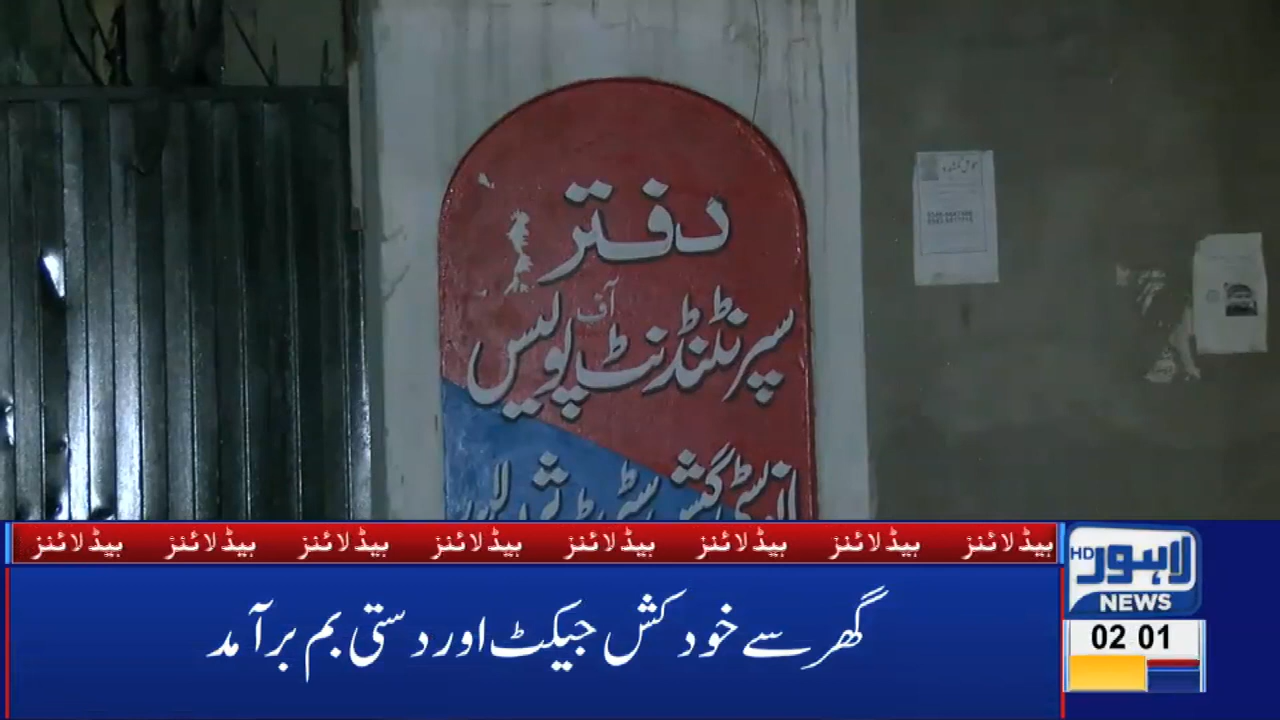 دفتر
سپرنٹنڈنٹ آف پولیس
ہیڈلائنز ہیڈلائنز ہیڈلائنز ہیڈلائنز ہیڈلائنز ہیڈلائنز ہیڈلائنز ہیڈلائنز
گھر سے خودکش جیکٹ اور دستی بم برآمد
لاہور HD
NEWS
02 01